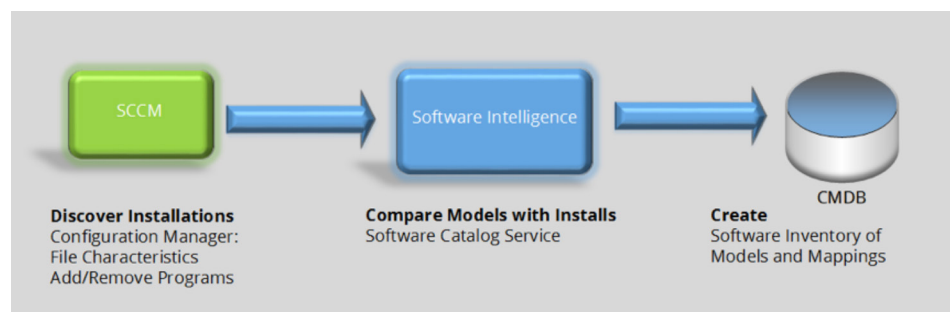 SCCM
Software Intelligence
CMDB
Discover Installations
Configuration Manager:
File Characteristics
Add/Remove Programs
Compare Models with Installs
Software Catalog Service
Create
Software Inventory of
Models and Mappings